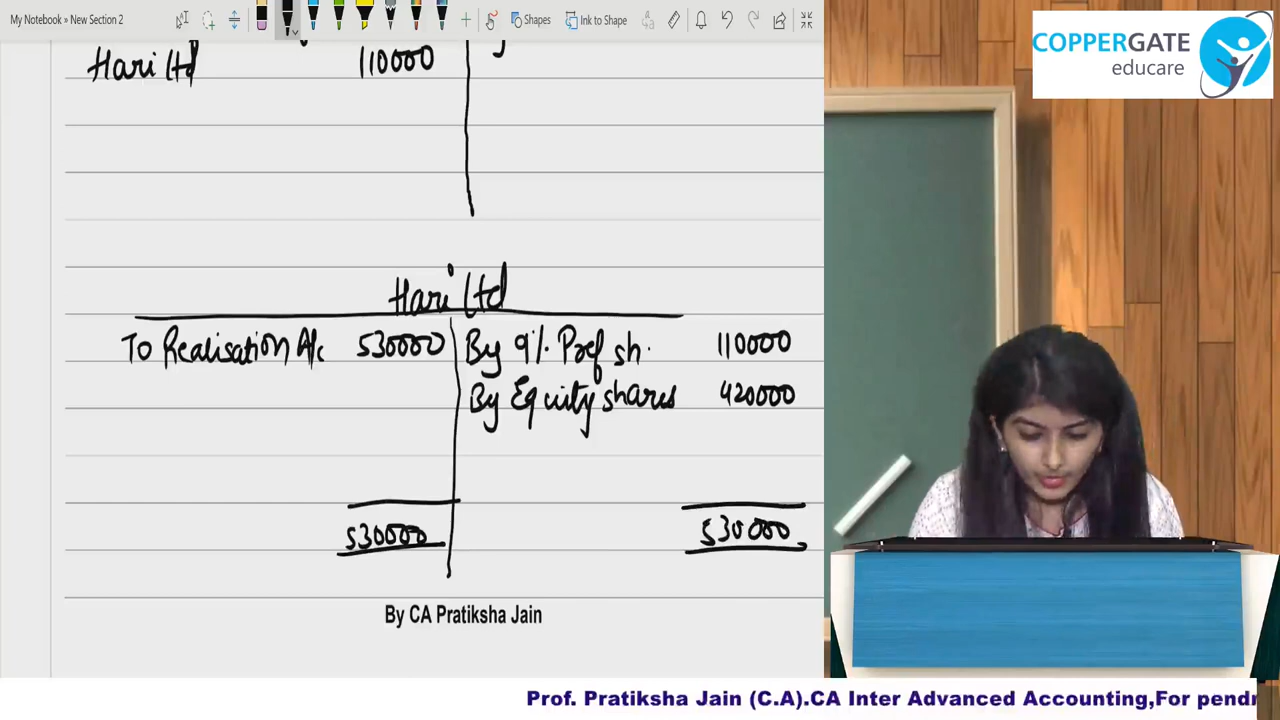 My Notebook » New Section 2
Shapes
Ink to Shape
COPPERGATE
educare
Hari Ltd 110000
Hari Ltd
To Realisation A/c 530000 By 9% Pref sh. 110000
By Equity shares 420000
530000 530000
By CA Pratiksha Jain
Prof. Pratiksha Jain (C.A).CA Inter Advanced Accounting,For pendr